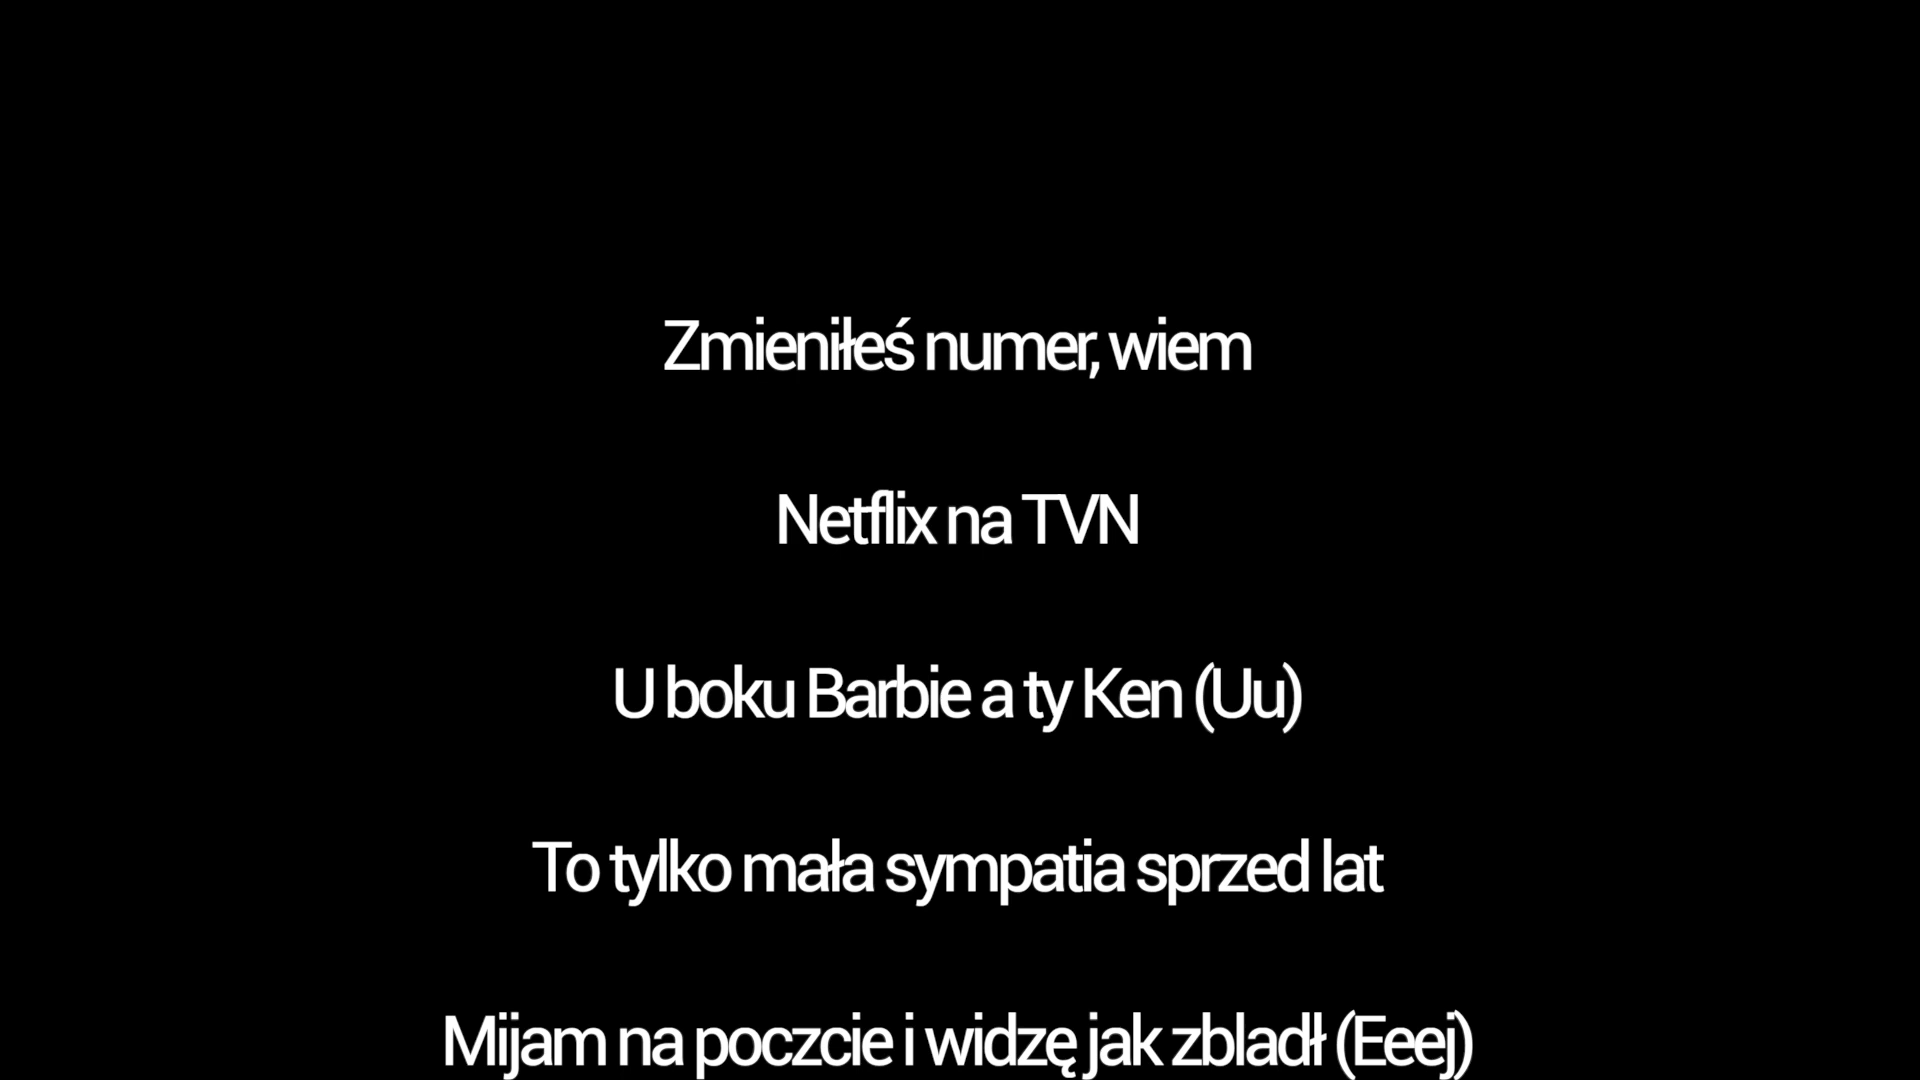 Zmieniłeś numer, wiem
Netflix na TVN
U boku Barbie a ty Ken (Uu)
To tylko mała sympatia sprzed lat
Mijam na poczcie i widzę jak zbladł (Eeej)